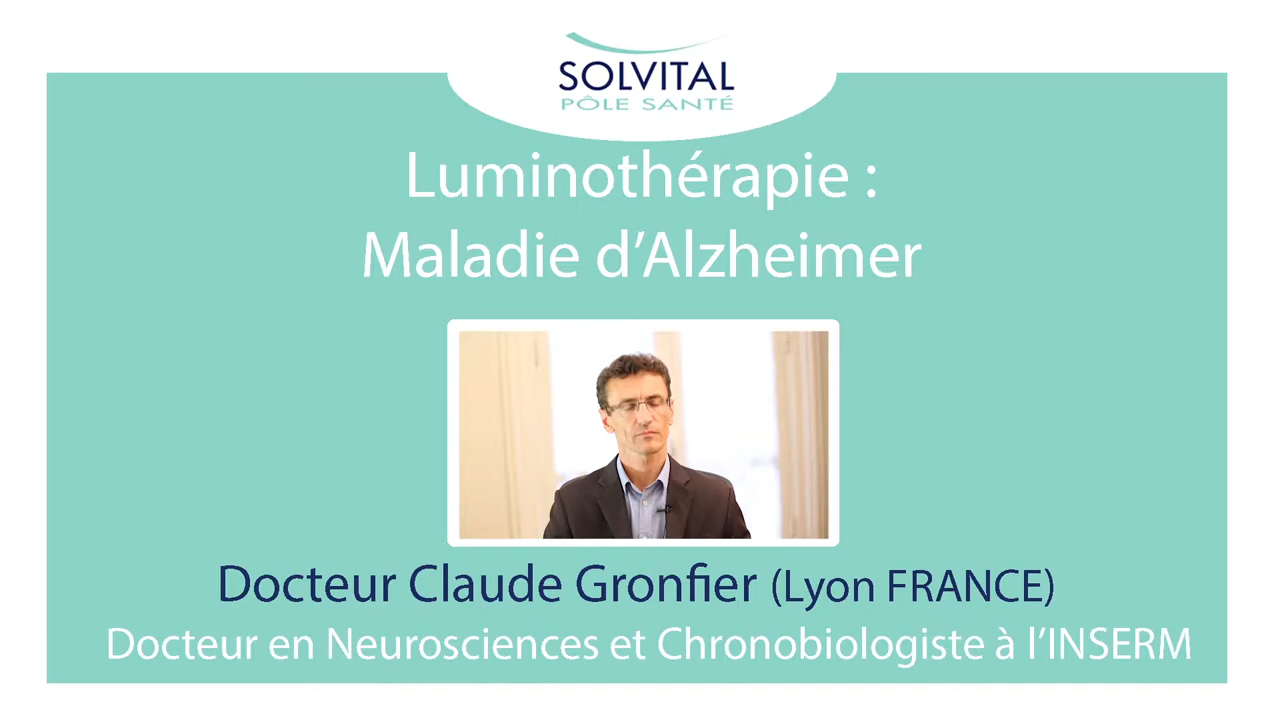 SOLVITAL
PÔLE SANTÉ
Luminothérapie :
Maladie d’Alzheimer
Docteur Claude Gronfier (Lyon FRANCE)
Docteur en Neurosciences et Chronobiologiste à l’INSERM